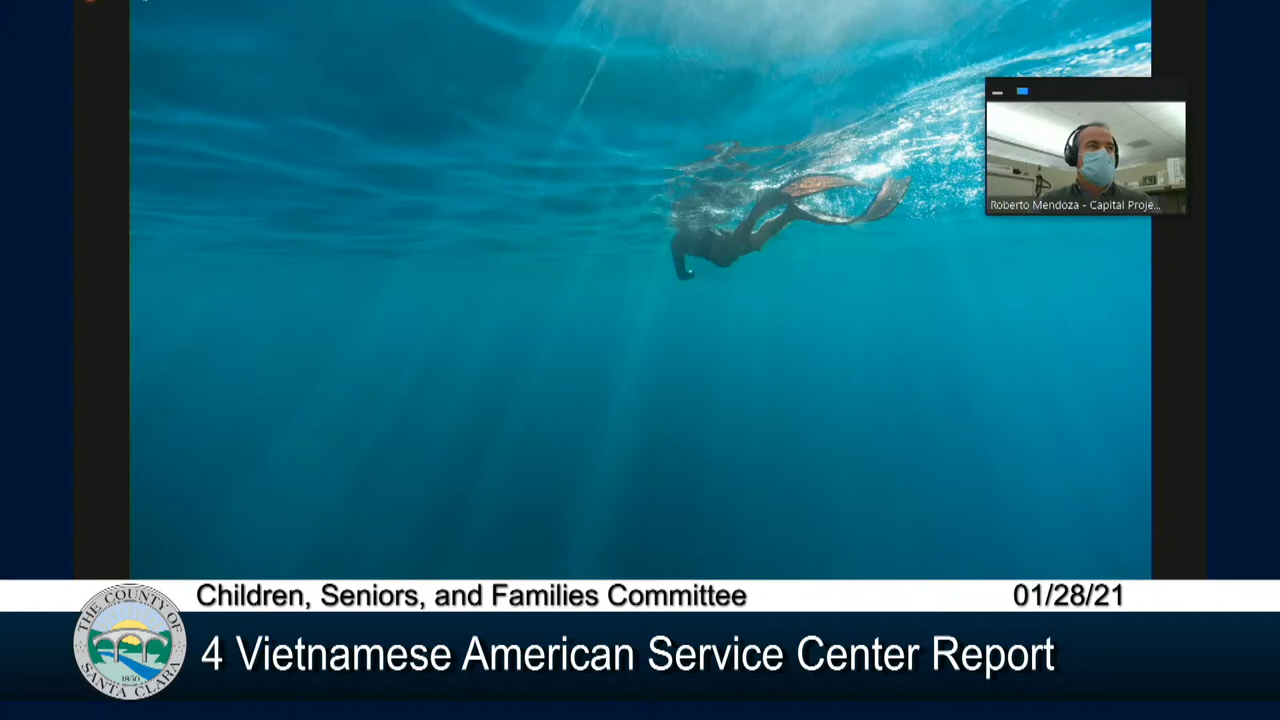 Roberto Mendoza - Capital Proje...
Children, Seniors, and Families Committee
01/28/21
THE COUNTY OF
SANTA CLARA
1850
4 Vietnamese American Service Center Report